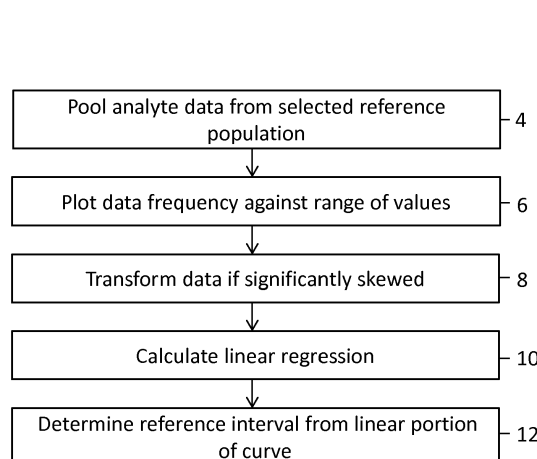 Pool analyte data from selected reference
population
4
Plot data frequency against range of values
6
Transform data if significantly skewed
8
Calculate linear regression
10
Determine reference interval from linear portion
of curve
12